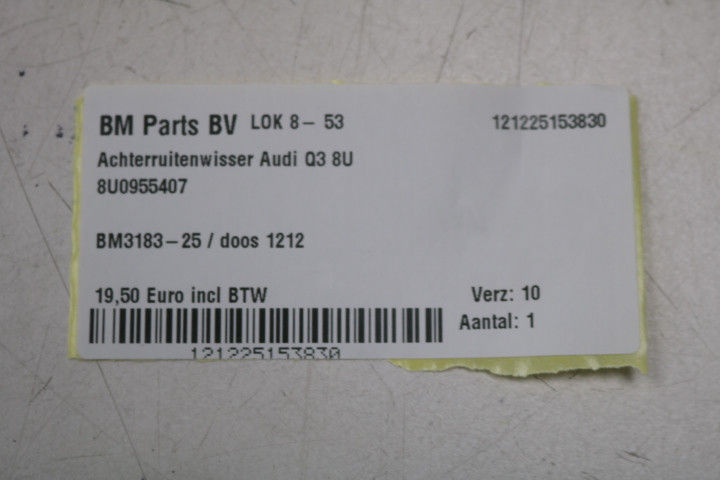 BM Parts BV LOK 8- 53 121225153830
Achterruitenwisser Audi Q3 8U
8U0955407
BM3183-25 / doos 1212
19,50 Euro incl BTW Verz: 10
Aantal: 1
121225153830